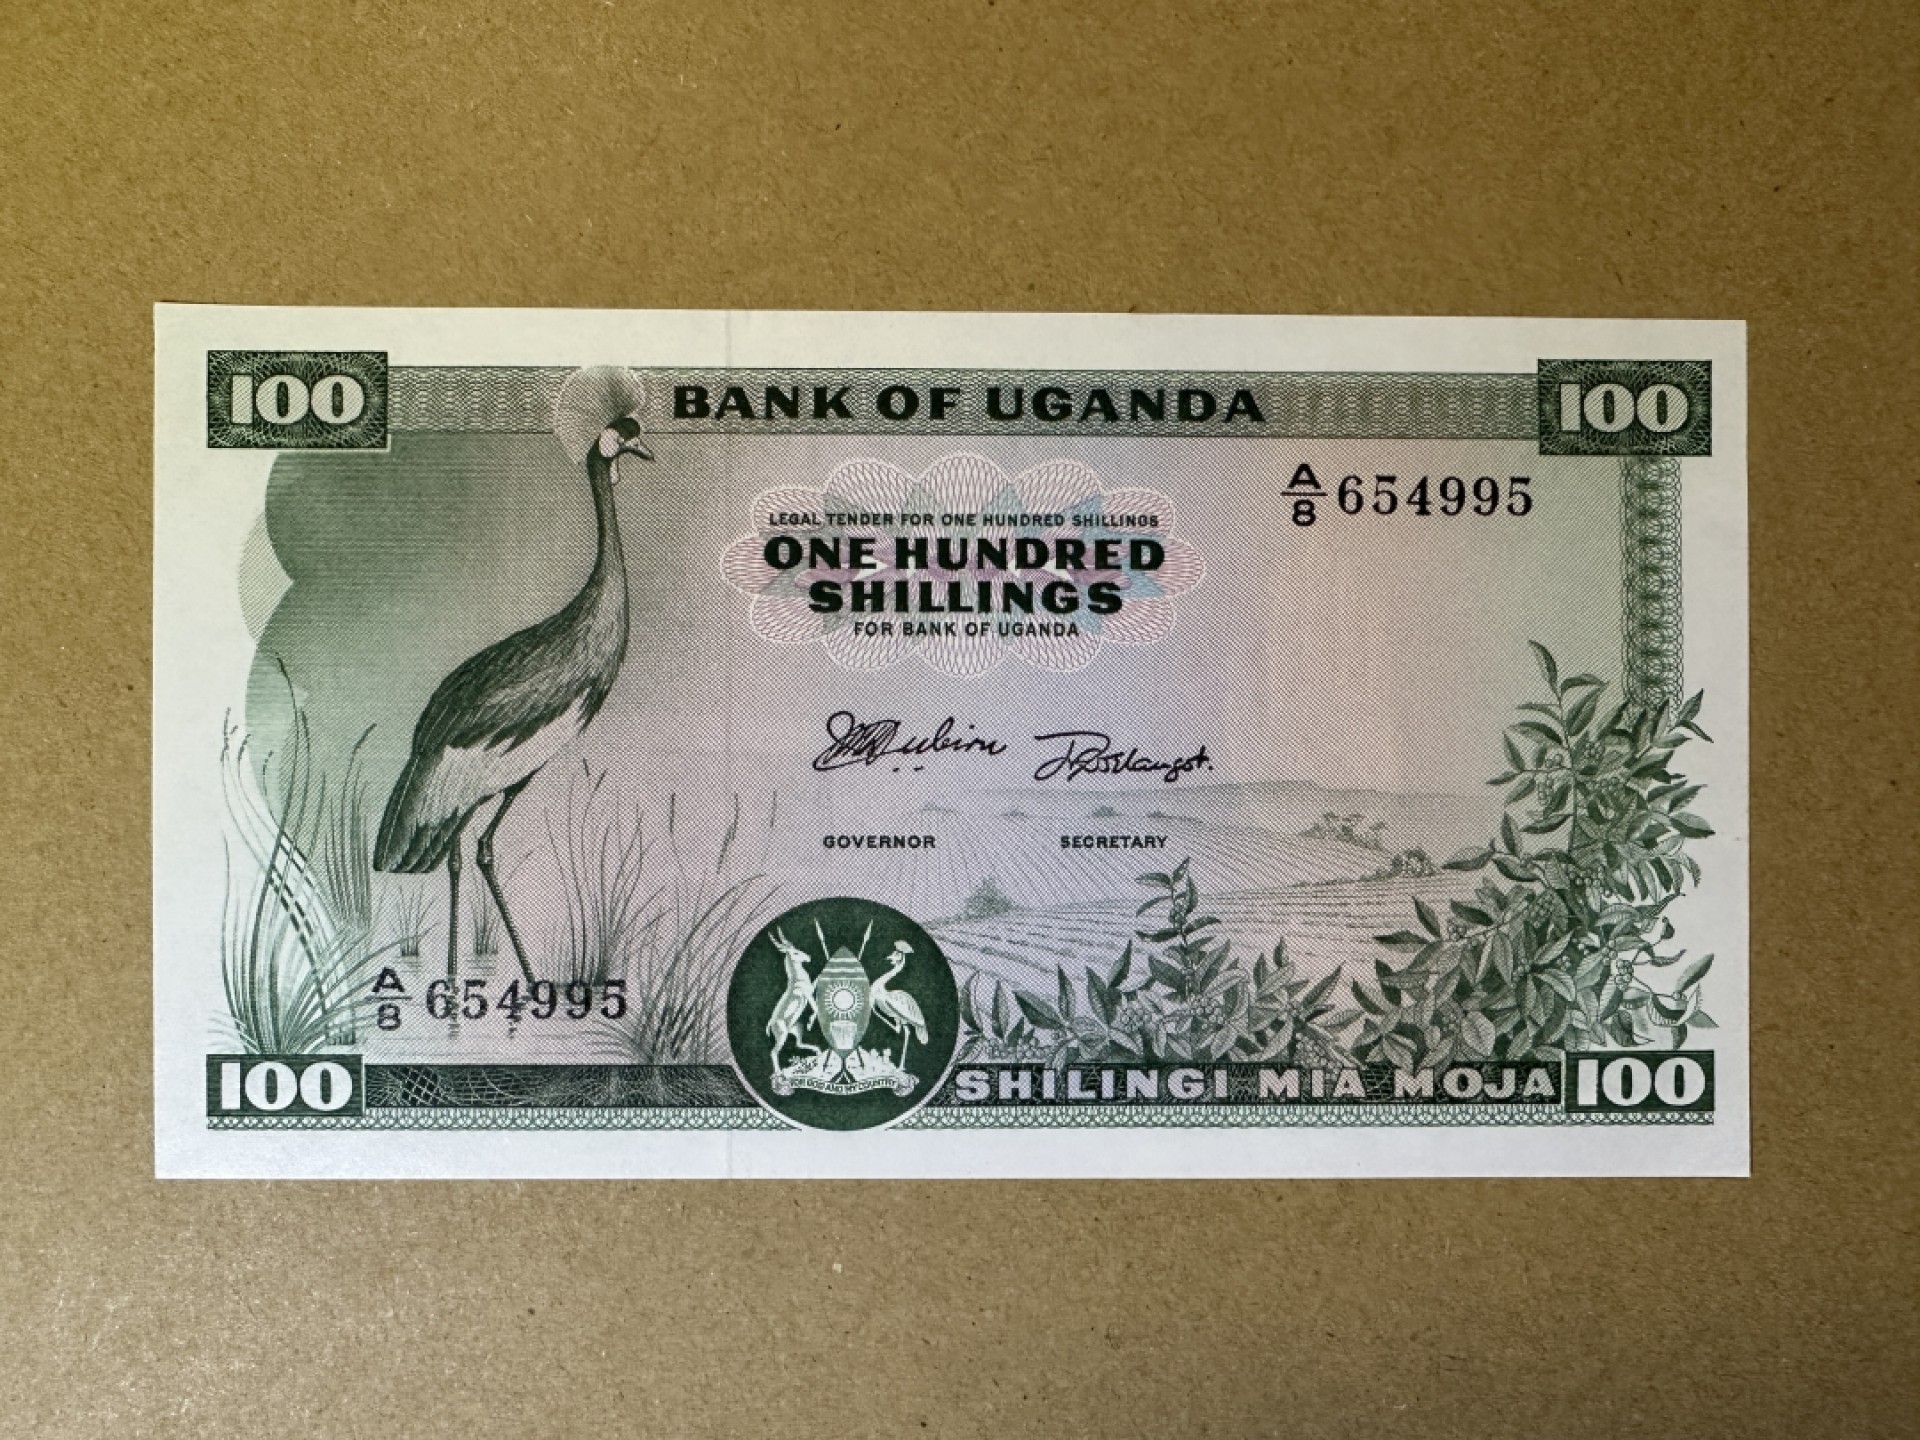 100
BANK OF UGANDA
100
A/8 654995
LEGAL TENDER FOR ONE HUNDRED SHILLINGS
ONE HUNDRED
SHILLINGS
FOR BANK OF UGANDA
GOVERNOR
SECRETARY
A/8 654995
FOR GOD AND MY COUNTRY
100
SHILINGI MIA MOJA
100